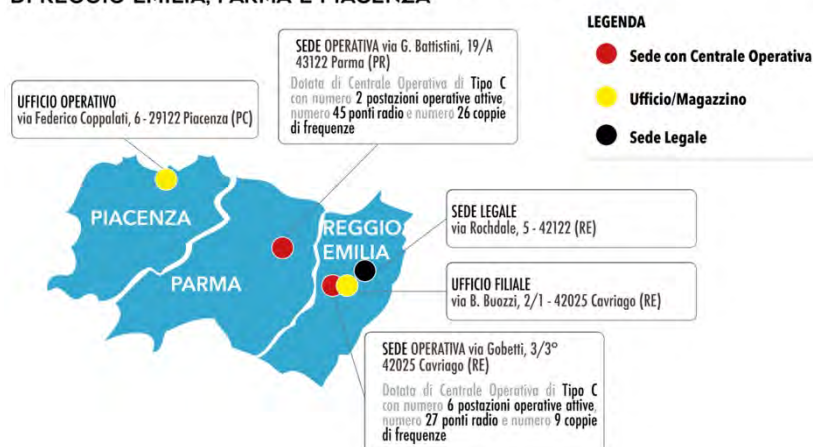 DI REGGIO EMILIA, PARMA E PIACENZA
LEGENDA
Sede con Centrale Operativa
Ufficio/Magazzino
Sede Legale
SEDE OPERATIVA via G. Battistini, 19/A
43122 Parma (PR)
Dotata di Centrale Operativa di Tipo C
con numero 2 postazioni operative attive,
numero 45 ponti radio e numero 26 coppie
di frequenze
UFFICIO OPERATIVO
via Federico Coppalati, 6 - 29122 Piacenza (PC)
PIACENZA
PARMA
REGGIO
EMILIA
SEDE LEGALE
via Rochdale, 5 - 42122 (RE)
UFFICIO FILIALE
via B. Buozzi, 2/1 - 42025 Cavriago (RE)
SEDE OPERATIVA via Gobetti, 3/3°
42025 Cavriago (RE)
Dotata di Centrale Operativa di Tipo C
con numero 6 postazioni operative attive,
numero 27 ponti radio e numero 9 coppie
di frequenze